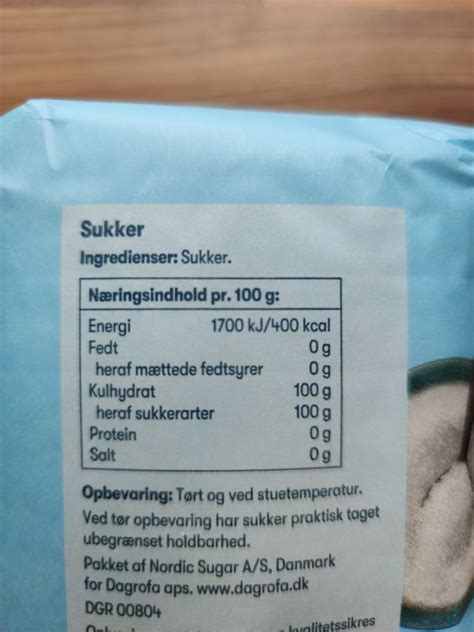 Sukker
Ingredienser: Sukker.
Næringsindhold pr. 100 g:
Energi 1700 kJ/400 kcal
Fedt 0 g
heraf mættede fedtsyrer 0 g
Kulhydrat 100 g
heraf sukkerarter 100 g
Protein 0 g
Salt 0 g
Opbevaring: Tørt og ved stuetemperatur.
Ved tør opbevaring har sukker praktisk taget
ubegrænset holdbarhed.
Pakket af Nordic Sugar A/S, Danmark
for Dagrofa aps. www.dagrofa.dk
DGR 00804
kvalitetssikres